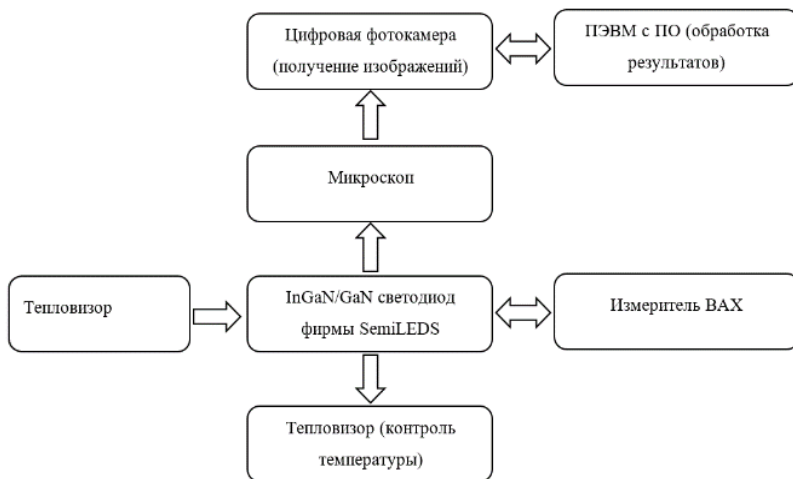 Цифровая фотокамера
(получение изображений)
ПЭВМ с ПО (обработка
результатов)
Микроскоп
Тепловизор
InGaN/GaN светодиод
фирмы SemiLEDS
Измеритель ВАХ
Тепловизор (контроль
температуры)